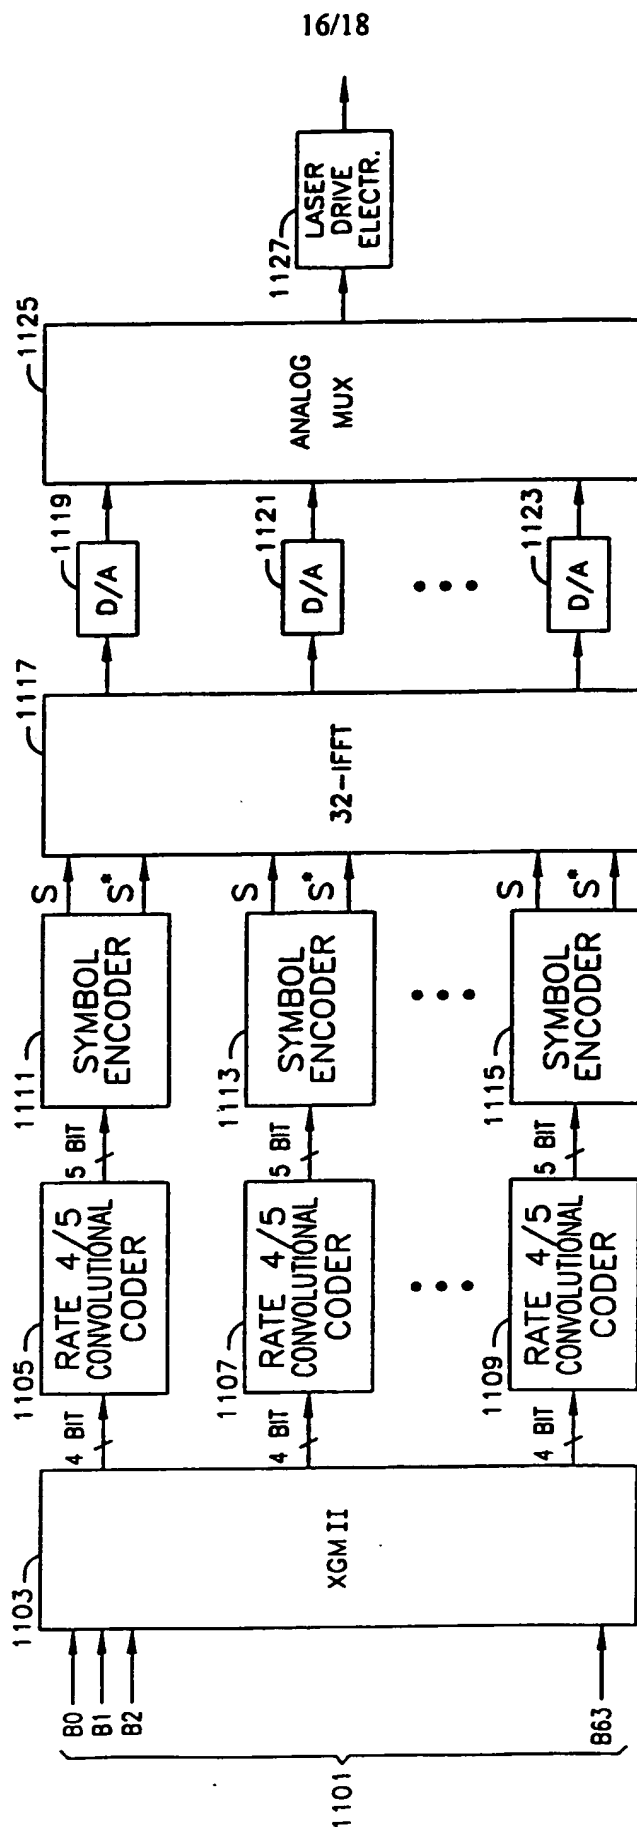 16/18
1101
B0
B1
B2
B63
1103
XGMII
4 BIT
4 BIT
4 BIT
1105
RATE 4/5
CONVOLUTIONAL
CODER
1107
RATE 4/5
CONVOLUTIONAL
CODER
1109
RATE 4/5
CONVOLUTIONAL
CODER
5 BIT
5 BIT
5 BIT
1111
SYMBOL
ENCODER
1113
SYMBOL
ENCODER
1115
SYMBOL
ENCODER
S
S*
S
S*
S
S*
1117
32-IFFT
1119
D/A
1121
D/A
1123
D/A
1125
ANALOG
MUX
1127
LASER
DRIVE
ELECTR.